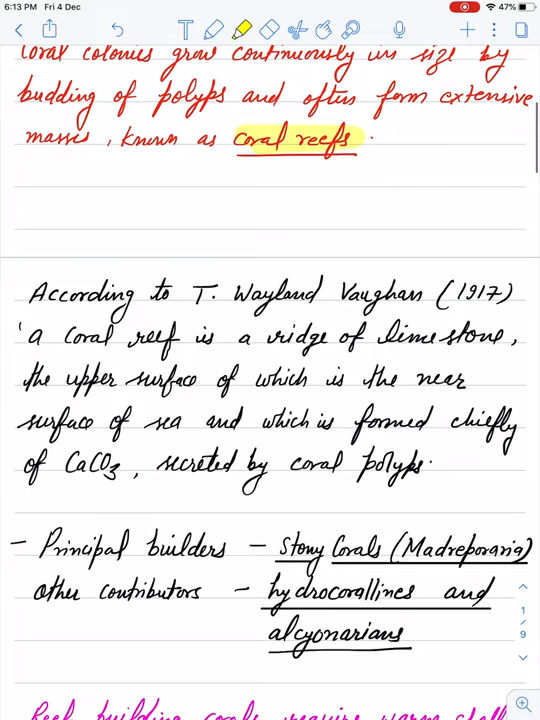 6:13 PM Fri 4 Dec
47%
Coral colonies grow continuously in size by
budding of polyps and often form extensive
masses, known as coral reefs.
According to T. Wayland Vaughan (1917)
'a coral reef is a ridge of limestone,
the upper surface of which is the near
surface of sea and which is formed chiefly
of CaCO3, secreted by coral polyps.
- Principal builders - Stony Corals (Madreporaria)
other contributors - hydrocorallines and
alcyonarians
1
/
9
Reef building corals require warm shallow